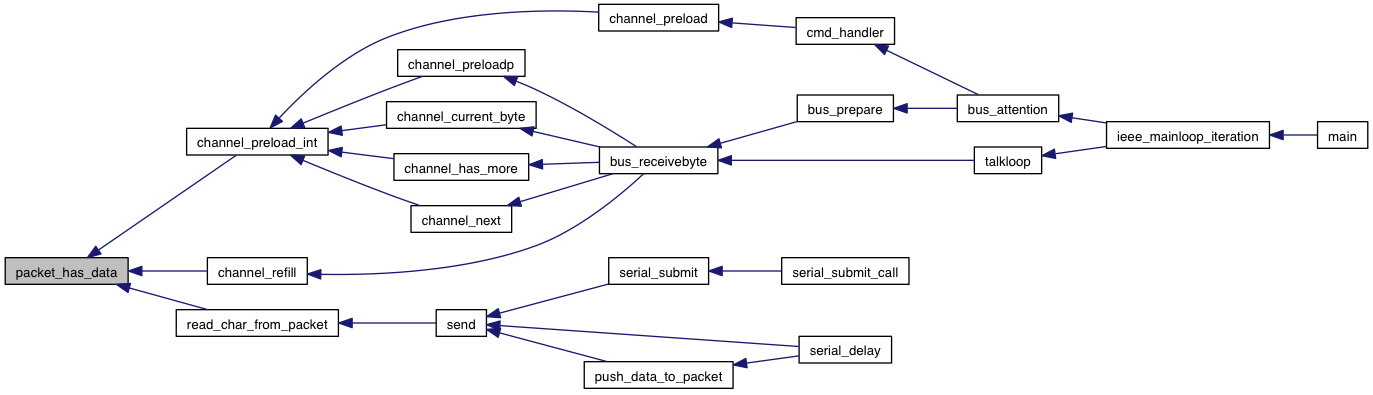 channel_preload
cmd_handler
channel_preloadp
bus_prepare
bus_attention
channel_current_byte
channel_preload_int
ieee_mainloop_iteration
main
channel_has_more
bus_receivebyte
talkloop
channel_next
packet_has_data
channel_refill
serial_submit
serial_submit_call
read_char_from_packet
send
serial_delay
push_data_to_packet